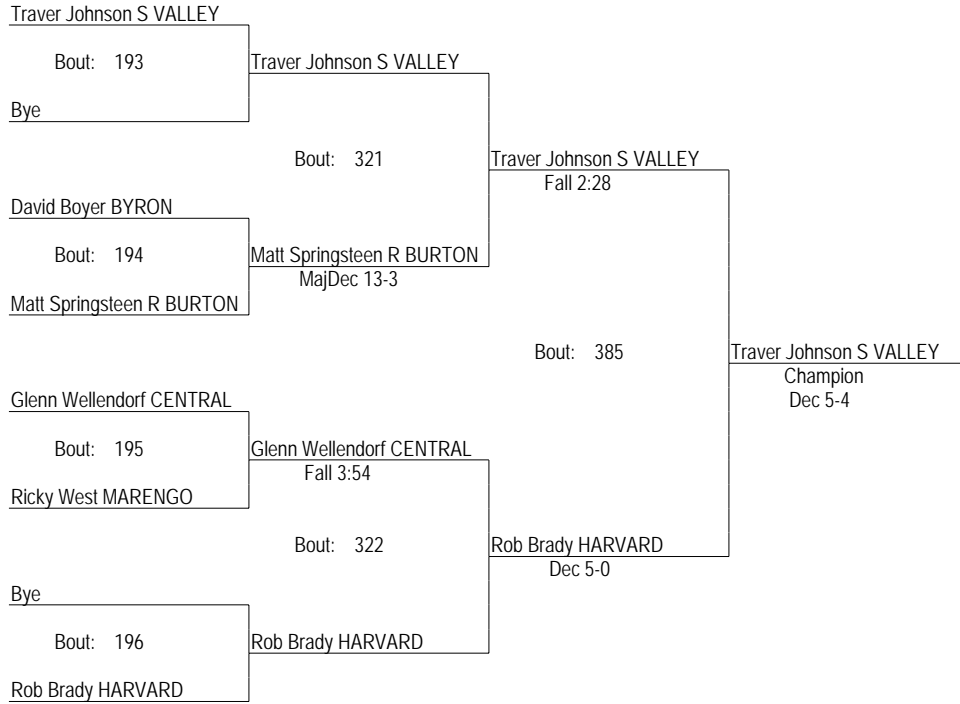 Traver Johnson S VALLEY
Bout: 193
Traver Johnson S VALLEY
Bye
Bout: 321
Traver Johnson S VALLEY
Fall 2:28
David Boyer BYRON
Bout: 194
Matt Springsteen R BURTON
MajDec 13-3
Matt Springsteen R BURTON
Bout: 385
Traver Johnson S VALLEY
Champion
Dec 5-4
Glenn Wellendorf CENTRAL
Bout: 195
Glenn Wellendorf CENTRAL
Fall 3:54
Ricky West MARENGO
Bout: 322
Rob Brady HARVARD
Dec 5-0
Bye
Bout: 196
Rob Brady HARVARD
Rob Brady HARVARD